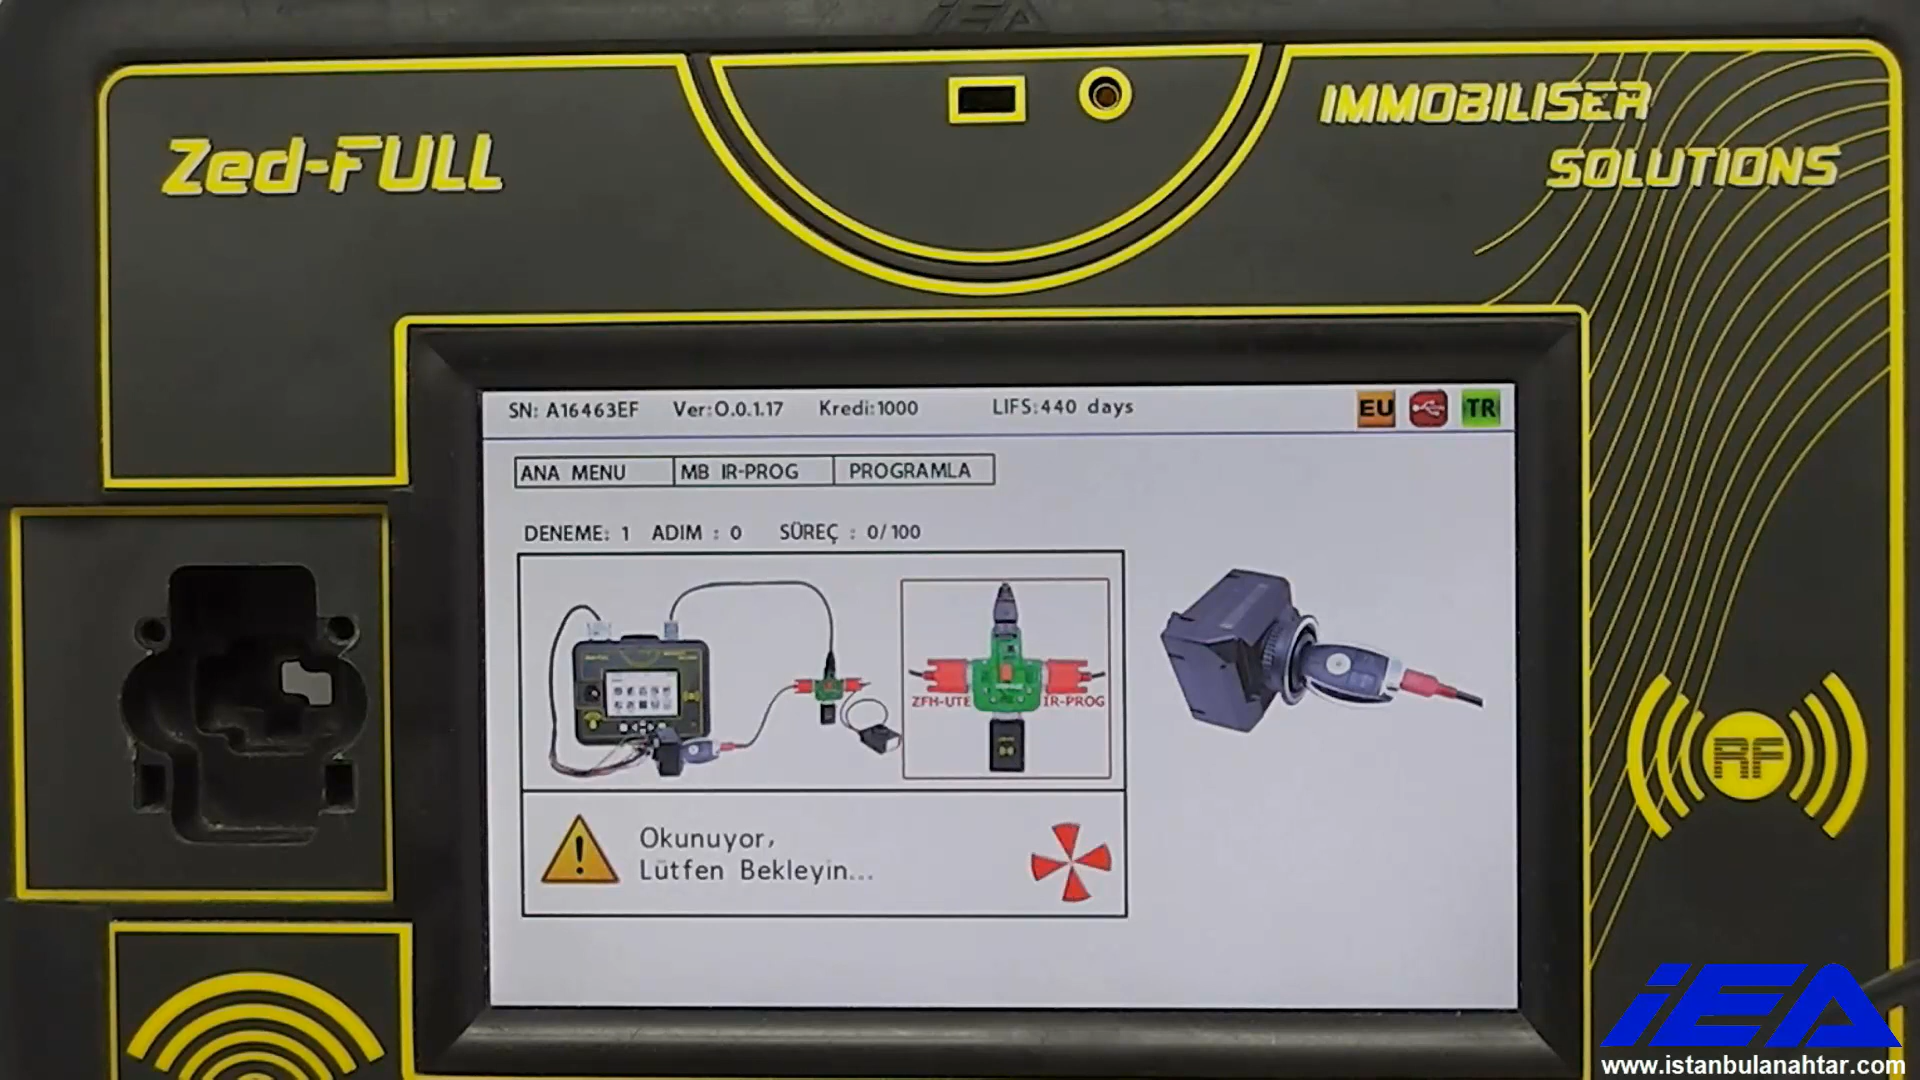 iEA
Zed-FULL
IMMOBILISER
SOLUTIONS
SN: A16463EF Ver:O.0.1.17 Kredi:1000 LIFS:440 days EU TR
ANA MENU MB IR-PROG PROGRAMLA
DENEME: 1 ADIM : 0 SÜREÇ : 0/100
ZFH-UTE IR-PROG
Okunuyor,
Lütfen Bekleyin...
RF
iEA
www.istanbulanahtar.com